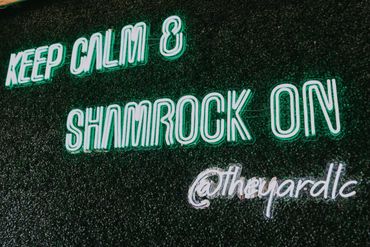 KEEP CALM &
SHAMROCK ON
@theyardlc